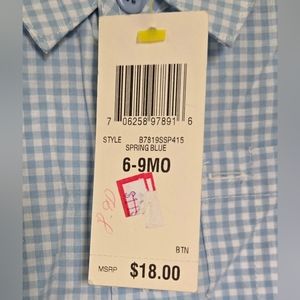 7 06258 97891 6
STYLE B7819SSP415
SPRING BLUE
6-9MO
BTN
MSRP $18.00